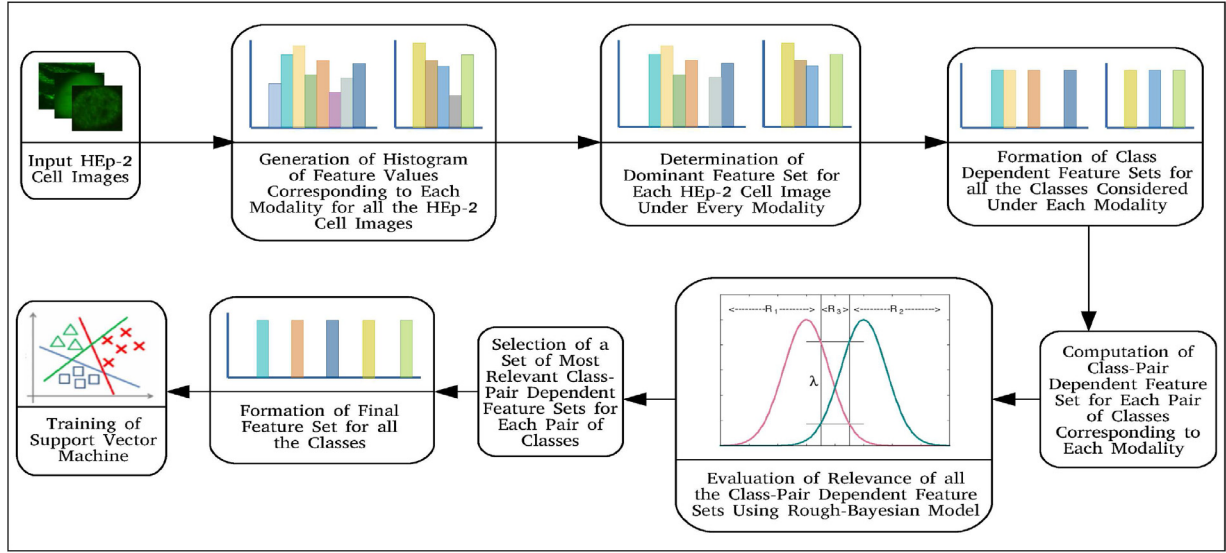 Input HEp-2
Cell Images
Generation of Histogram
of Feature Values
Corresponding to Each
Modality for all the HEp-2
Cell Images
Determination of
Dominant Feature Set for
Each HEp-2 Cell Image
Under Every Modality
Formation of Class
Dependent Feature Sets for
all the Classes Considered
Under Each Modality
Computation of
Class-Pair
Dependent Feature
Set for Each Pair
of Classes
Corresponding to
Each Modality
R₁ R₃ R₂
λ
Evaluation of Relevance of all
the Class-Pair Dependent Feature
Sets Using Rough-Bayesian Model
Selection of a
Set of Most
Relevant Class-
Pair Dependent
Feature Sets for
Each Pair of
Classes
Formation of Final
Feature Set for all
the Classes
Training of
Support Vector
Machine